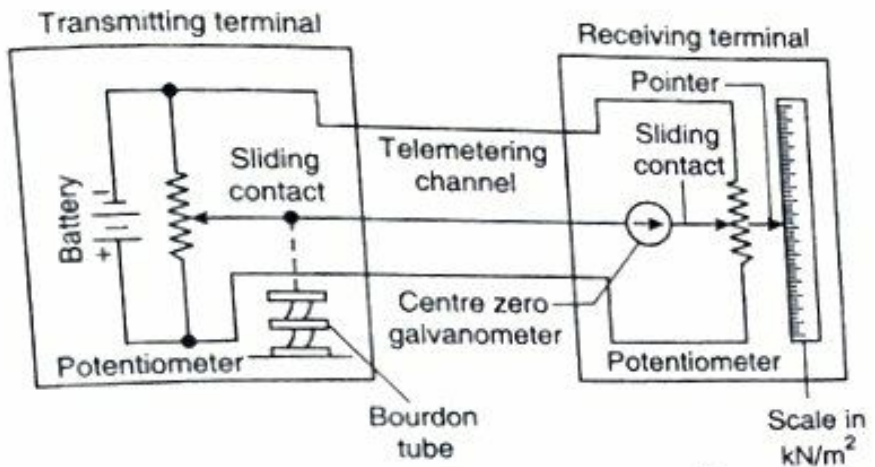 Transmitting terminal
Receiving terminal
Pointer
Sliding
contact
Telemetering
channel
Sliding
contact
Battery
−
+
Centre zero
galvanometer
Potentiometer
Potentiometer
Bourdon
tube
Scale in
kN/m²